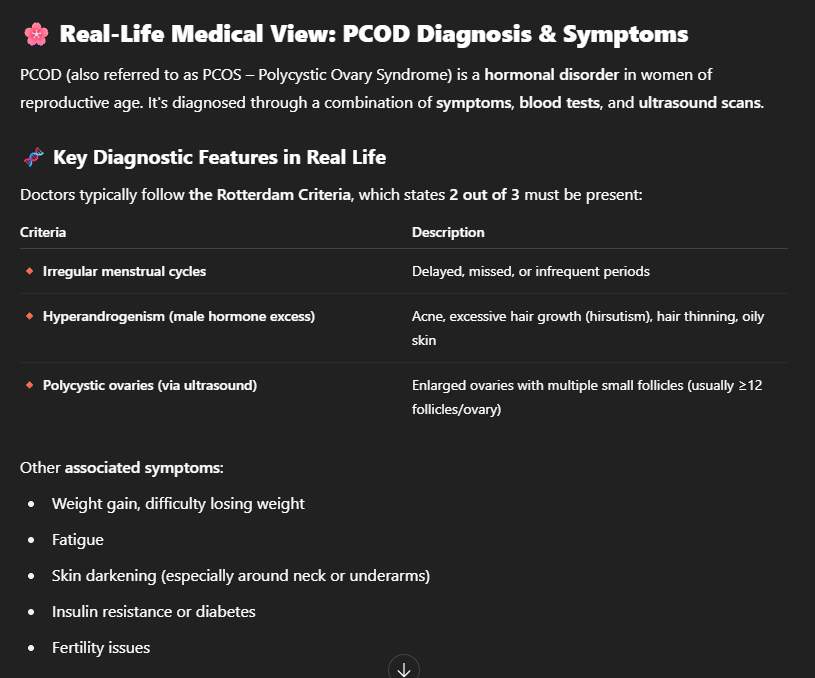 🌸 Real-Life Medical View: PCOD Diagnosis & Symptoms
PCOD (also referred to as PCOS – Polycystic Ovary Syndrome) is a hormonal disorder in women of
reproductive age. It's diagnosed through a combination of symptoms, blood tests, and ultrasound scans.
🧬 Key Diagnostic Features in Real Life
Doctors typically follow the Rotterdam Criteria, which states 2 out of 3 must be present:
Criteria Description
🔸 Irregular menstrual cycles Delayed, missed, or infrequent periods
🔸 Hyperandrogenism (male hormone excess) Acne, excessive hair growth (hirsutism), hair thinning, oily
skin
🔸 Polycystic ovaries (via ultrasound) Enlarged ovaries with multiple small follicles (usually ≥12
follicles/ovary)
Other associated symptoms:
• Weight gain, difficulty losing weight
• Fatigue
• Skin darkening (especially around neck or underarms)
• Insulin resistance or diabetes
• Fertility issues